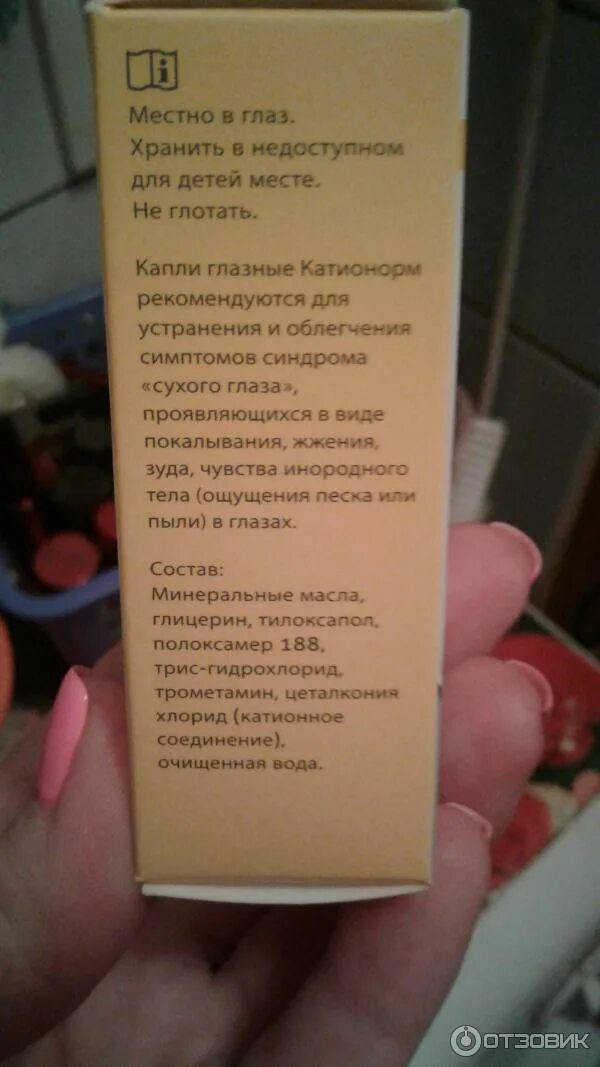 Местно в глаз.
Хранить в недоступном
для детей месте.
Не глотать.
Капли глазные Катионорм
рекомендуются для
устранения и облегчения
симптомов синдрома
«сухого глаза»,
проявляющихся в виде
покалывания, жжения,
зуда, чувства инородного
тела (ощущения песка или
пыли) в глазах.
Состав:
Минеральные масла,
глицерин, тилоксапол,
полоксамер 188,
трис-гидрохлорид,
трометамин, цеталкония
хлорид (катионное
соединение),
очищенная вода.
ОТЗОВИК